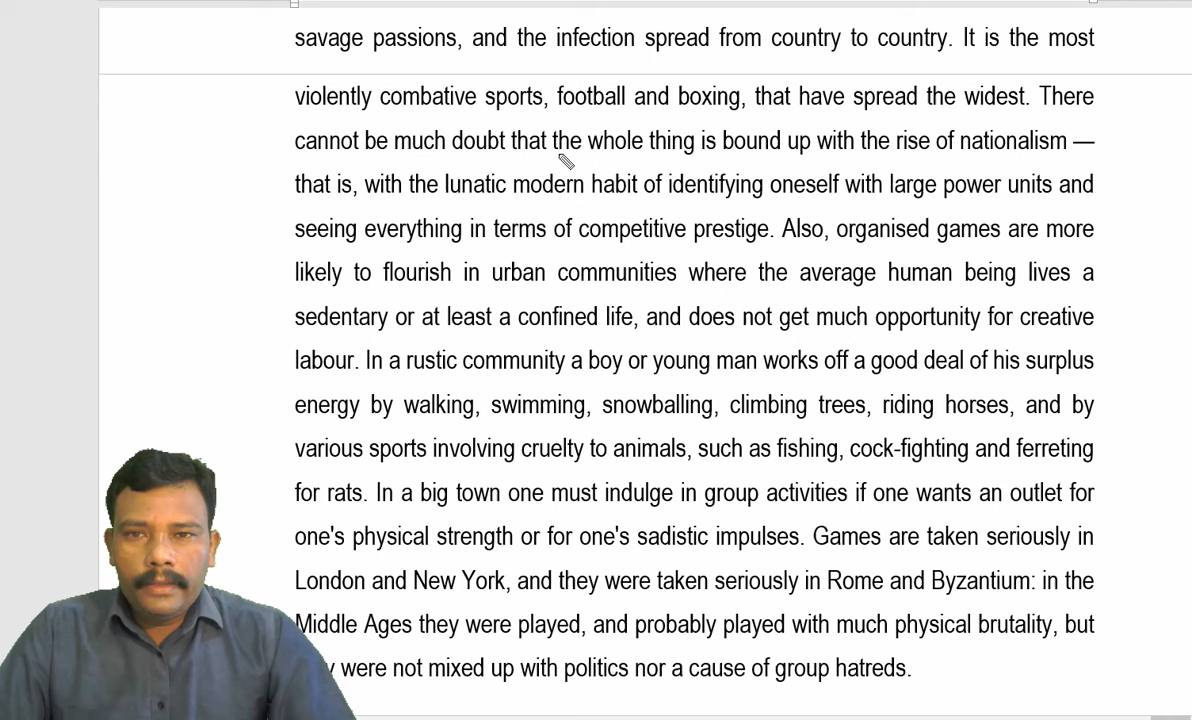 savage passions, and the infection spread from country to country. It is the most
violently combative sports, football and boxing, that have spread the widest. There
cannot be much doubt that the whole thing is bound up with the rise of nationalism —
that is, with the lunatic modern habit of identifying oneself with large power units and
seeing everything in terms of competitive prestige. Also, organised games are more
likely to flourish in urban communities where the average human being lives a
sedentary or at least a confined life, and does not get much opportunity for creative
labour. In a rustic community a boy or young man works off a good deal of his surplus
energy by walking, swimming, snowballing, climbing trees, riding horses, and by
various sports involving cruelty to animals, such as fishing, cock-fighting and ferreting
for rats. In a big town one must indulge in group activities if one wants an outlet for
one's physical strength or for one's sadistic impulses. Games are taken seriously in
London and New York, and they were taken seriously in Rome and Byzantium: in the
Middle Ages they were played, and probably played with much physical brutality, but
were not mixed up with politics nor a cause of group hatreds.